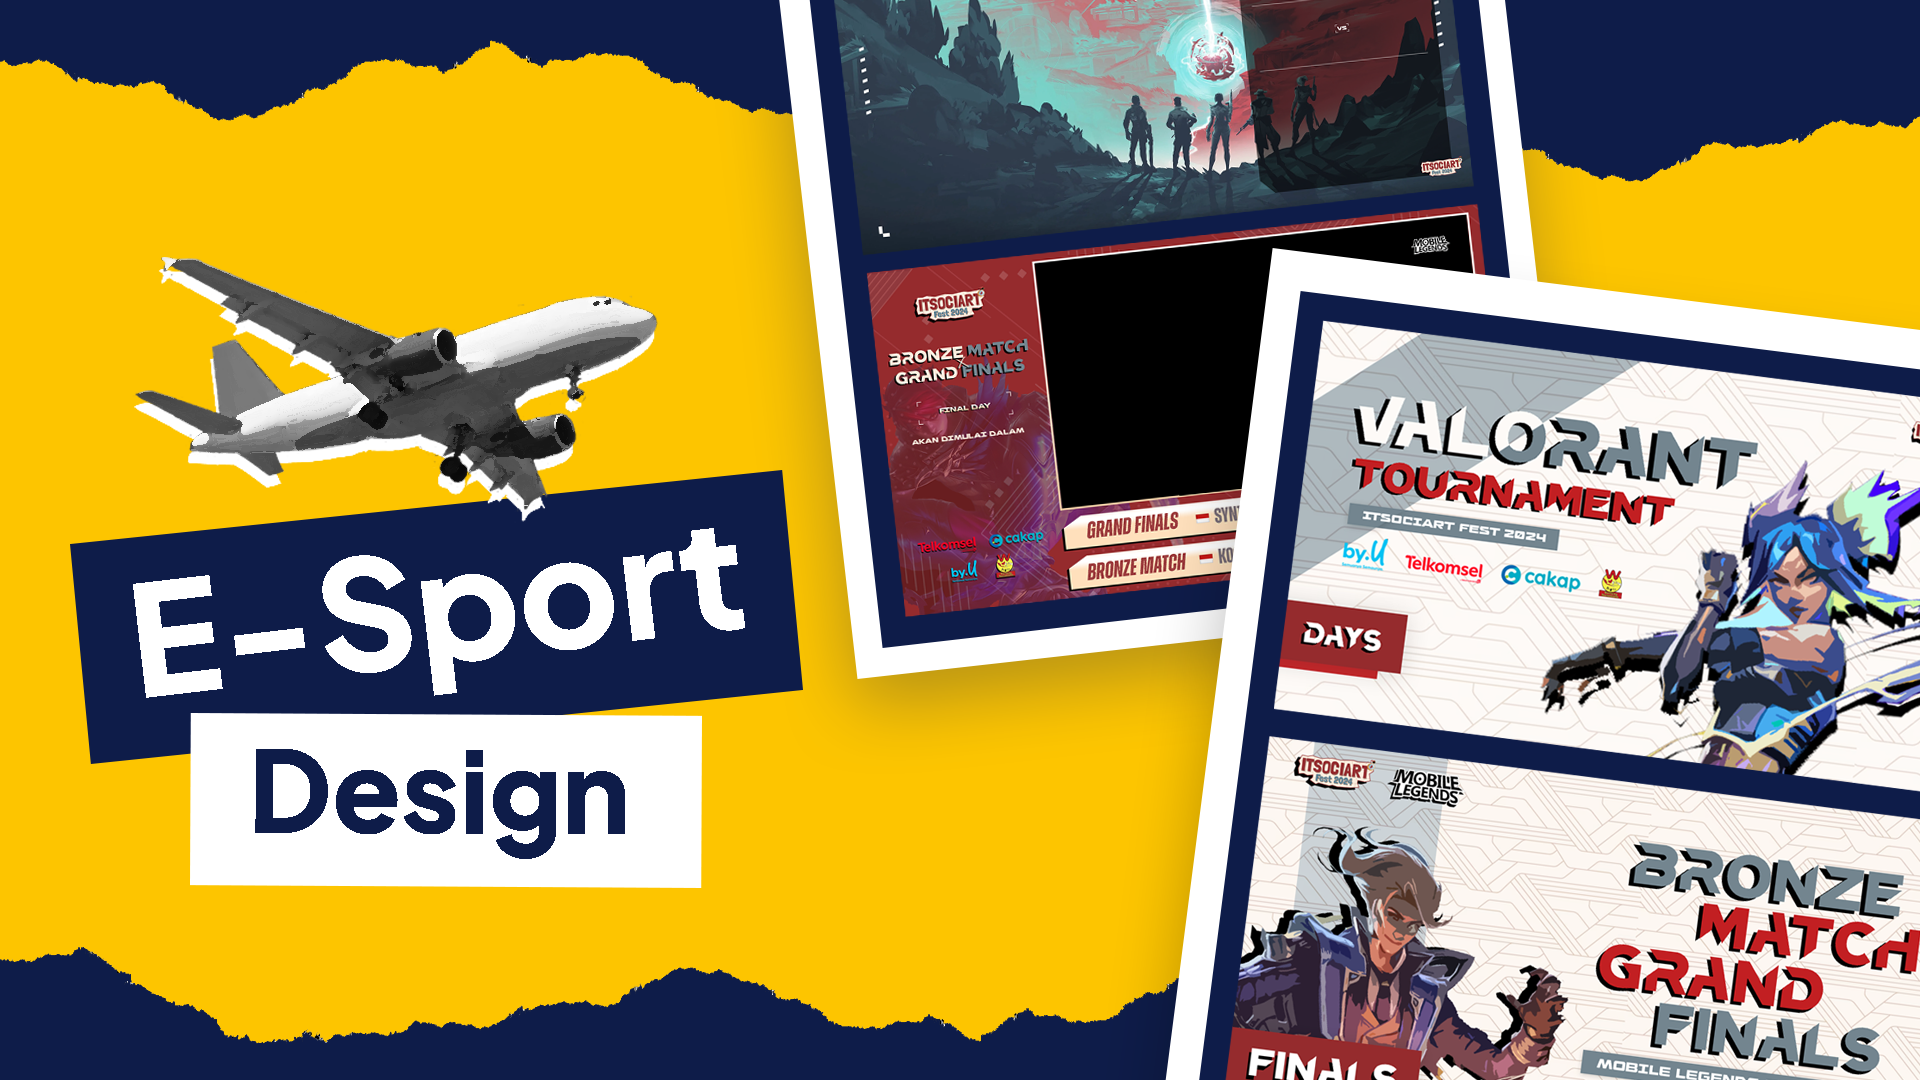 E-Sport
Design
VS
ITSOCIART
Fest 2024
MOBILE
LEGENDS
ITSOCIART
Fest 2024
BRONZE MATCH
GRAND FINALS
FINAL DAY
AKAN DIMULAI DALAM
Telkomsel
cakap
by.U
GRAND FINALS
BRONZE MATCH
VALORANT
TOURNAMENT
ITSOCIART FEST 2024
by.U
Telkomsel
cakap
DAYS
ITSOCIART
Fest 2024
MOBILE
LEGENDS
BRONZE
MATCH
GRAND
FINALS
MOBILE
FINALS